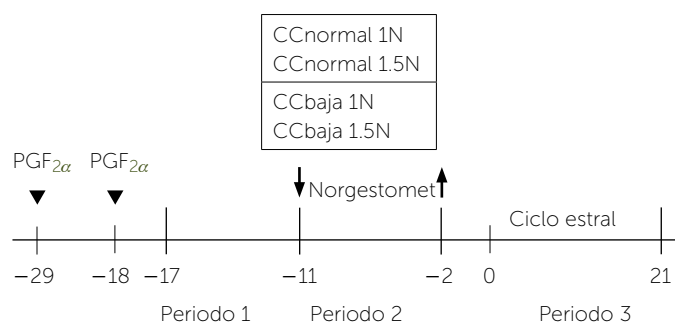 CCnormal 1N
CCnormal 1.5N
CCbaja 1N
CCbaja 1.5N
PGF2α PGF2α
Norgestomet
Ciclo estral
−29 −18 −17 −11 −2 0 21
Periodo 1 Periodo 2 Periodo 3